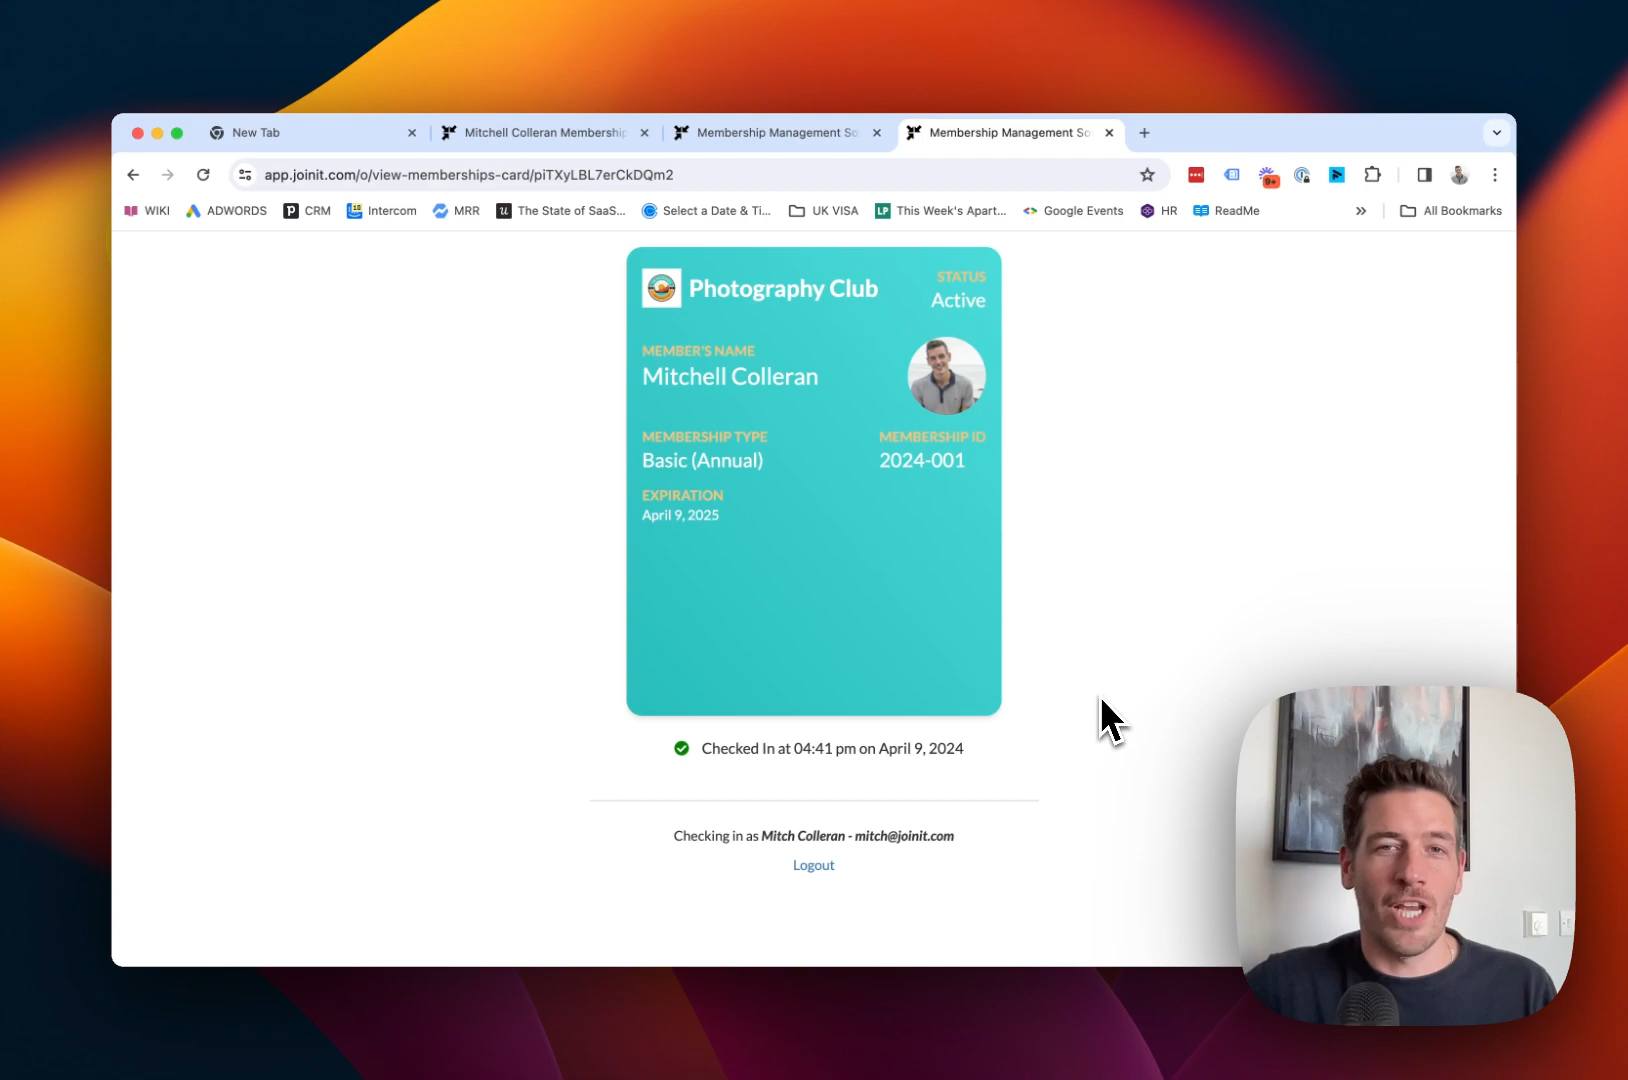 New Tab
Mitchell Colleran Membership
Membership Management So
Membership Management So
app.joinit.com/o/view-memberships-card/piTXyLBL7erCkDQm2
9+
WIKI
ADWORDS
CRM
Intercom
MRR
The State of SaaS...
Select a Date & Ti...
UK VISA
This Week's Apart...
Google Events
HR
ReadMe
All Bookmarks
Photography Club
STATUS
Active
MEMBER'S NAME
Mitchell Colleran
MEMBERSHIP TYPE
Basic (Annual)
MEMBERSHIP ID
2024-001
EXPIRATION
April 9, 2025
Checked In at 04:41 pm on April 9, 2024
Checking in as Mitch Colleran - mitch@joinit.com
Logout